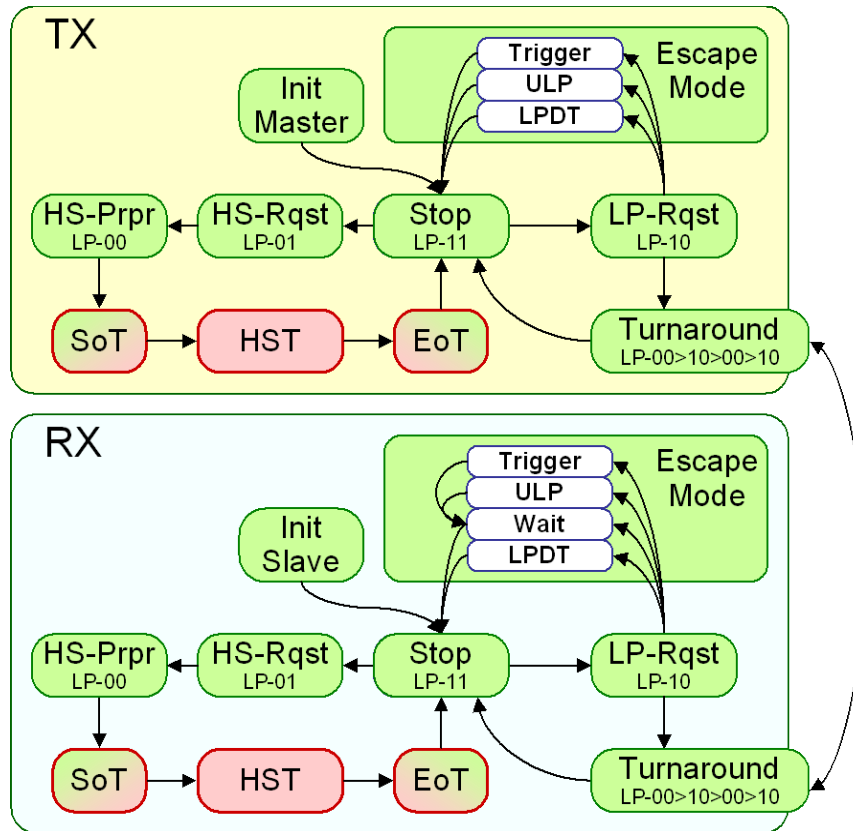 TX
Trigger
ULP
LPDT
Escape
Mode
Init
Master
HS-Prpr
LP-00
HS-Rqst
LP-01
Stop
LP-11
LP-Rqst
LP-10
SoT
HST
EoT
Turnaround
LP-00>10>00>10
RX
Trigger
ULP
Wait
LPDT
Escape
Mode
Init
Slave
HS-Prpr
LP-00
HS-Rqst
LP-01
Stop
LP-11
LP-Rqst
LP-10
SoT
HST
EoT
Turnaround
LP-00>10>00>10